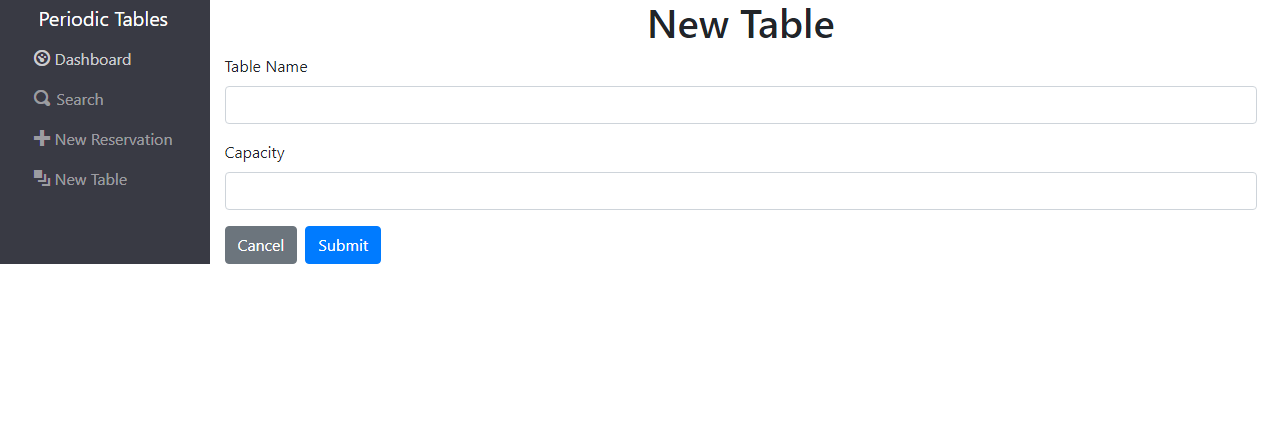 Periodic Tables
Dashboard
Search
New Reservation
New Table
New Table
Table Name
Capacity
Cancel Submit